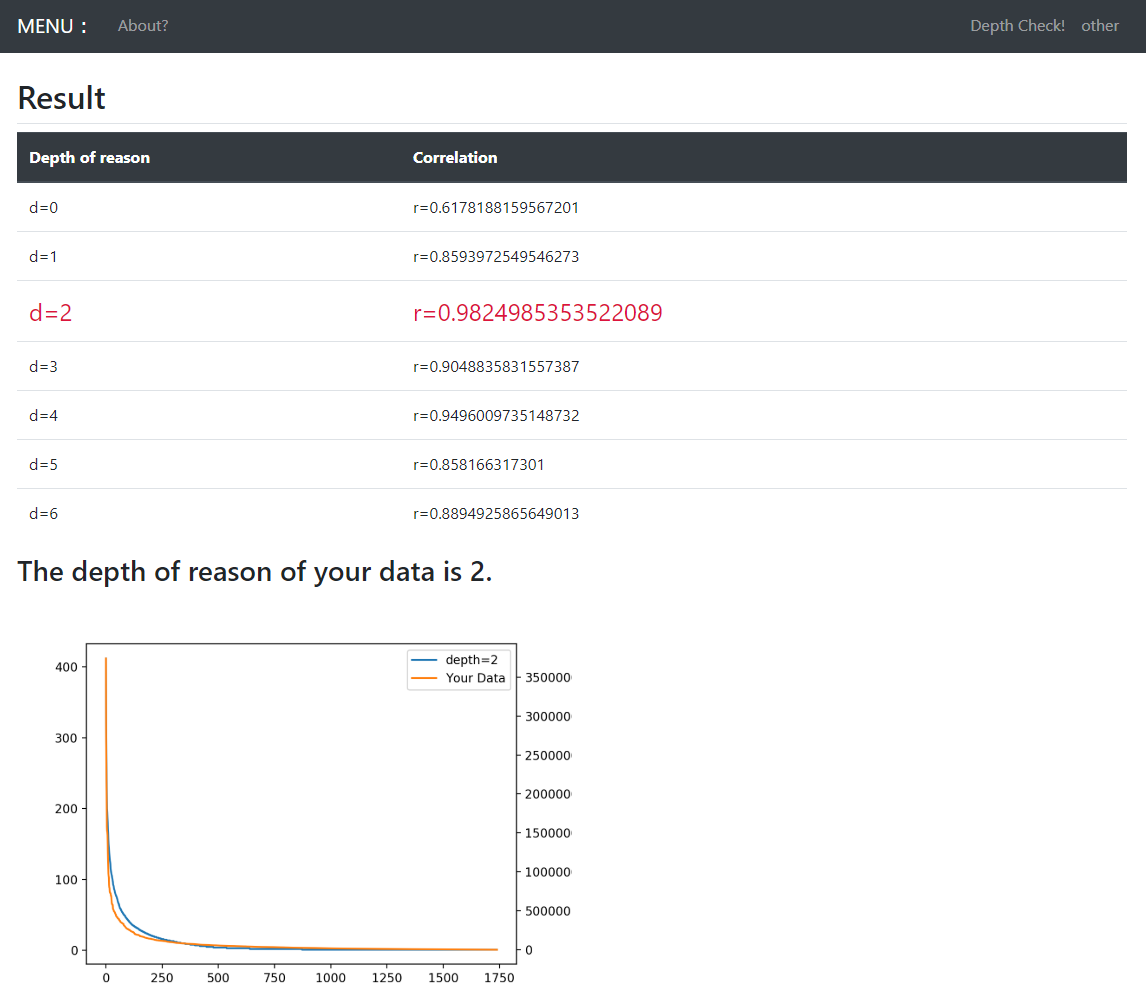 MENU : About? Depth Check! other
Result
Depth of reason Correlation
d=0 r=0.6178188159567201
d=1 r=0.8593972549546273
d=2 r=0.9824985353522089
d=3 r=0.9048835831557387
d=4 r=0.9496009735148732
d=5 r=0.858166317301
d=6 r=0.8894925865649013
The depth of reason of your data is 2.
depth=2
Your Data
400
300
200
100
0
350000
300000
250000
200000
150000
100000
500000
0
0 250 500 750 1000 1250 1500 1750